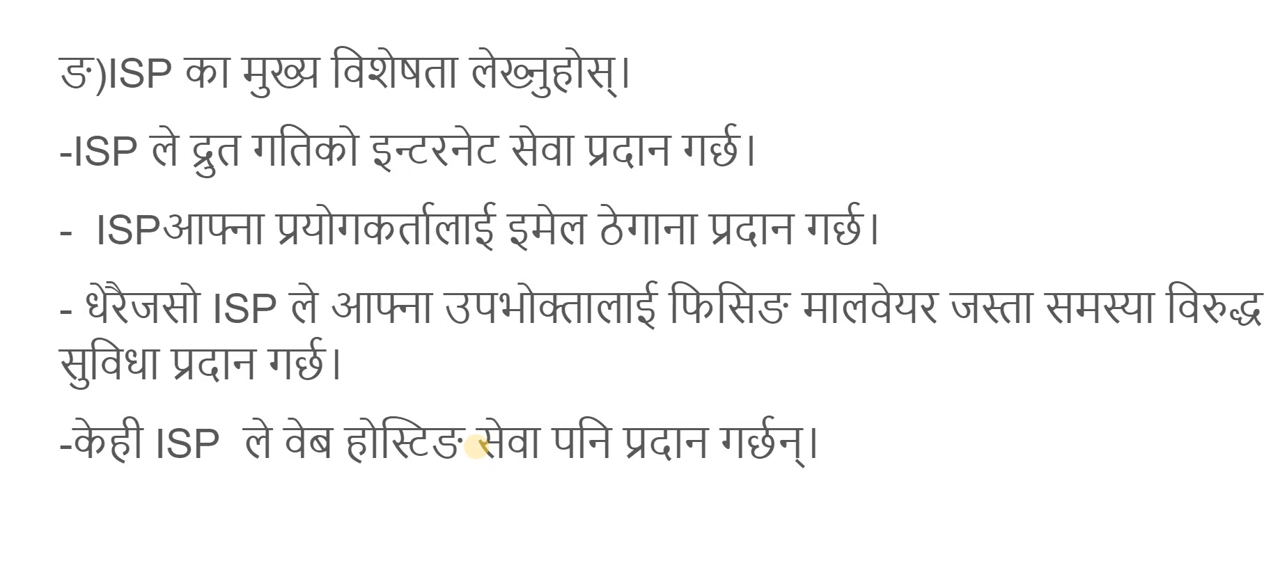 ङ)ISP का मुख्य विशेषता लेख्नुहोस्।
-ISP ले द्रुत गतिको इन्टरनेट सेवा प्रदान गर्छ।
-  ISPआफ्ना प्रयोगकर्तालाई इमेल ठेगाना प्रदान गर्छ।
- धेरैजसो ISP ले आफ्ना उपभोक्तालाई फिसिङ मालवेयर जस्ता समस्या विरुद्ध
सुविधा प्रदान गर्छ।
-केही ISP  ले वेब होस्टिङ सेवा पनि प्रदान गर्छन्।